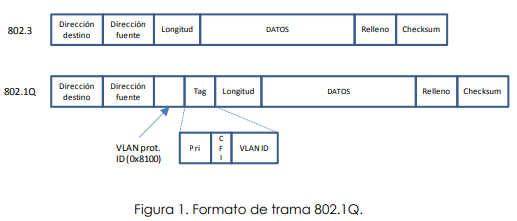 802.3
Dirección destino
Dirección fuente
Longitud
DATOS
Relleno
Checksum
802.1Q
Dirección destino
Dirección fuente
Tag
Longitud
DATOS
Relleno
Checksum
VLAN prot.
ID (0x8100)
Pri
CFI
VLAN ID
Figura 1. Formato de trama 802.1Q.